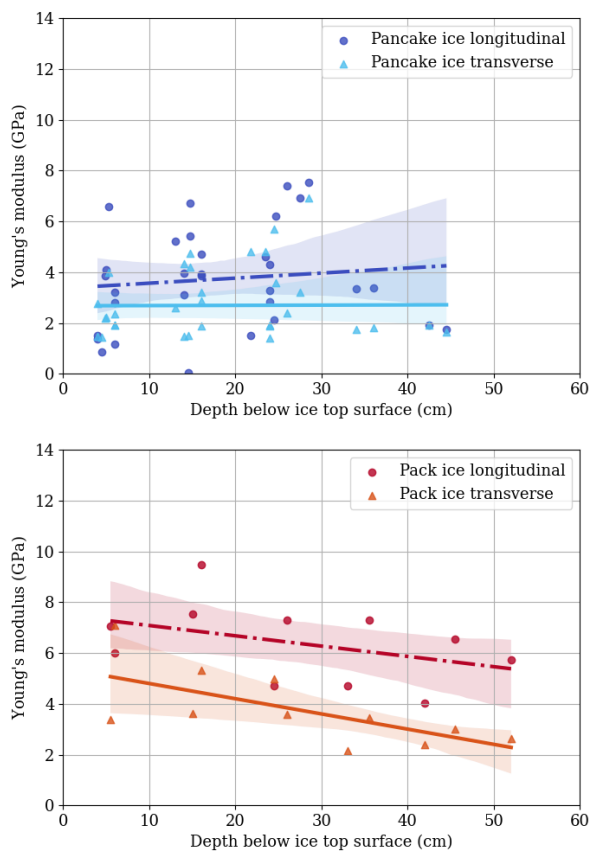 14
12
10
8
6
4
2
0
Young's modulus (GPa)
Pancake ice longitudinal
Pancake ice transverse
0 10 20 30 40 50 60
Depth below ice top surface (cm)
14
12
10
8
6
4
2
0
Young's modulus (GPa)
Pack ice longitudinal
Pack ice transverse
0 10 20 30 40 50 60
Depth below ice top surface (cm)